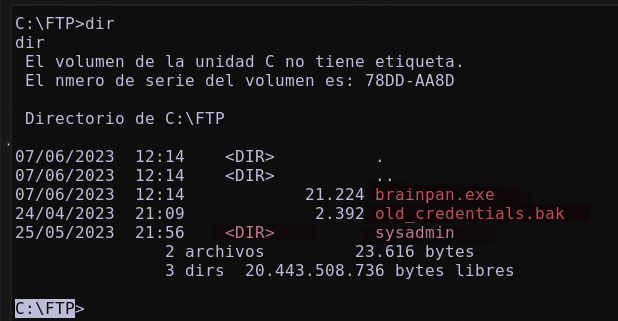 C:\FTP>dir
dir
 El volumen de la unidad C no tiene etiqueta.
 El nmero de serie del volumen es: 78DD-AA8D
 Directorio de C:\FTP
07/06/2023  12:14    <DIR>          .
07/06/2023  12:14    <DIR>          ..
07/06/2023  12:14            21.224 brainpan.exe
24/04/2023  21:09             2.392 old_credentials.bak
25/05/2023  21:56    <DIR>          sysadmin
               2 archivos         23.616 bytes
               3 dirs  20.443.508.736 bytes libres
C:\FTP>